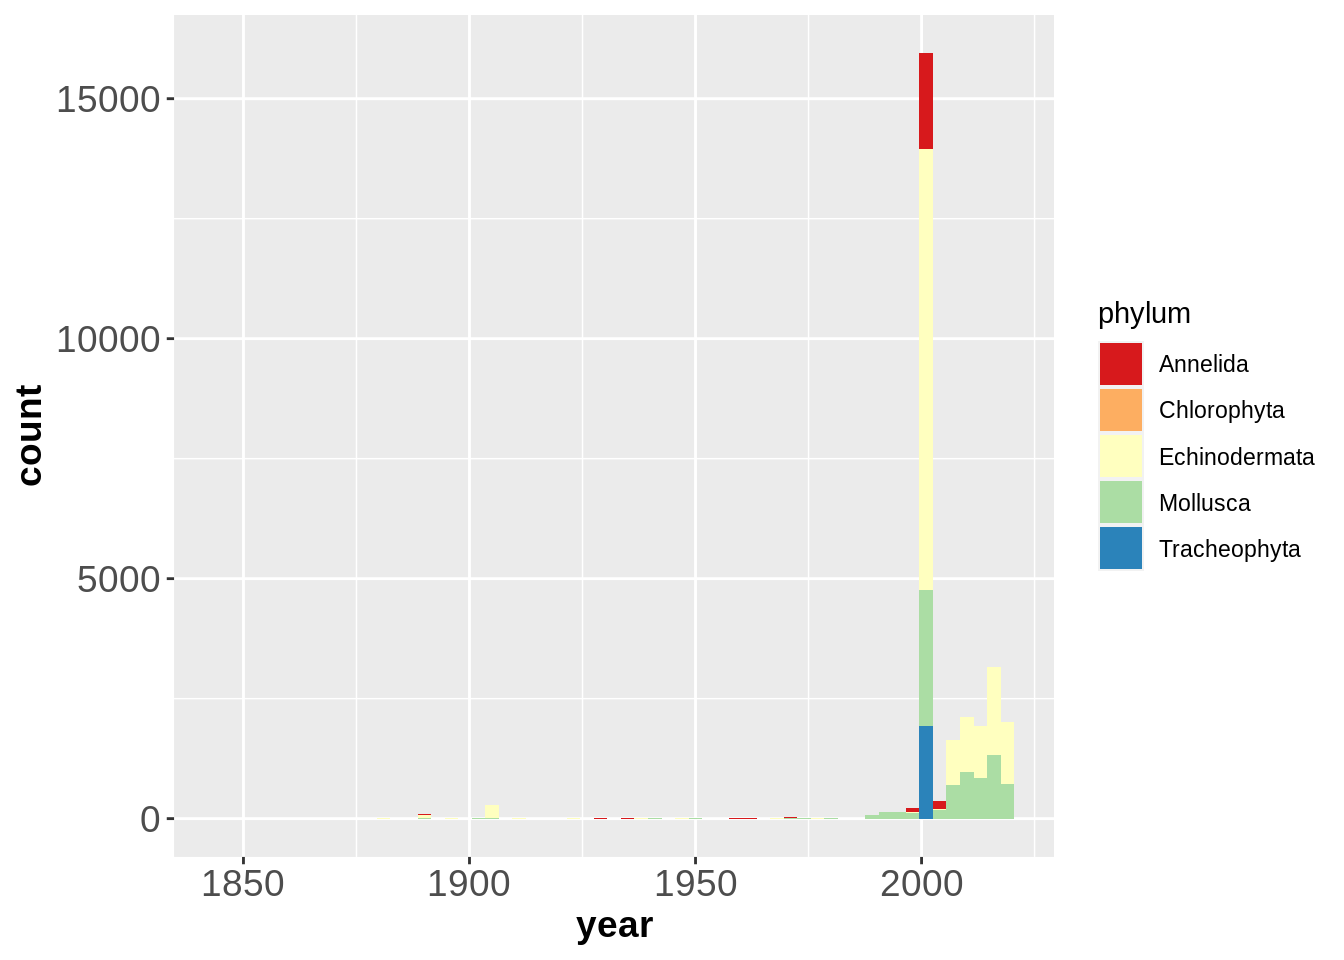 15000
10000
5000
0
count
1850 1900 1950 2000
year
phylum
Annelida
Chlorophyta
Echinodermata
Mollusca
Tracheophyta